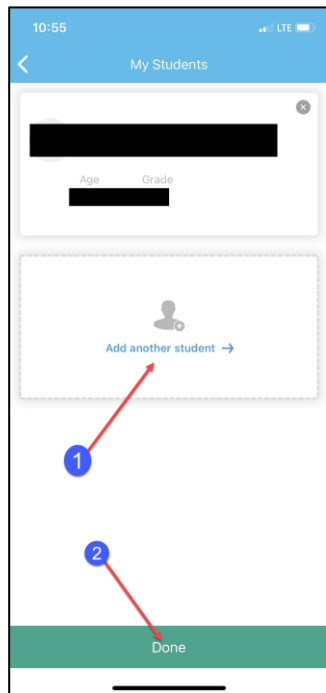 10:55 LTE
My Students
Age Grade
Add another student →
1
2
Done